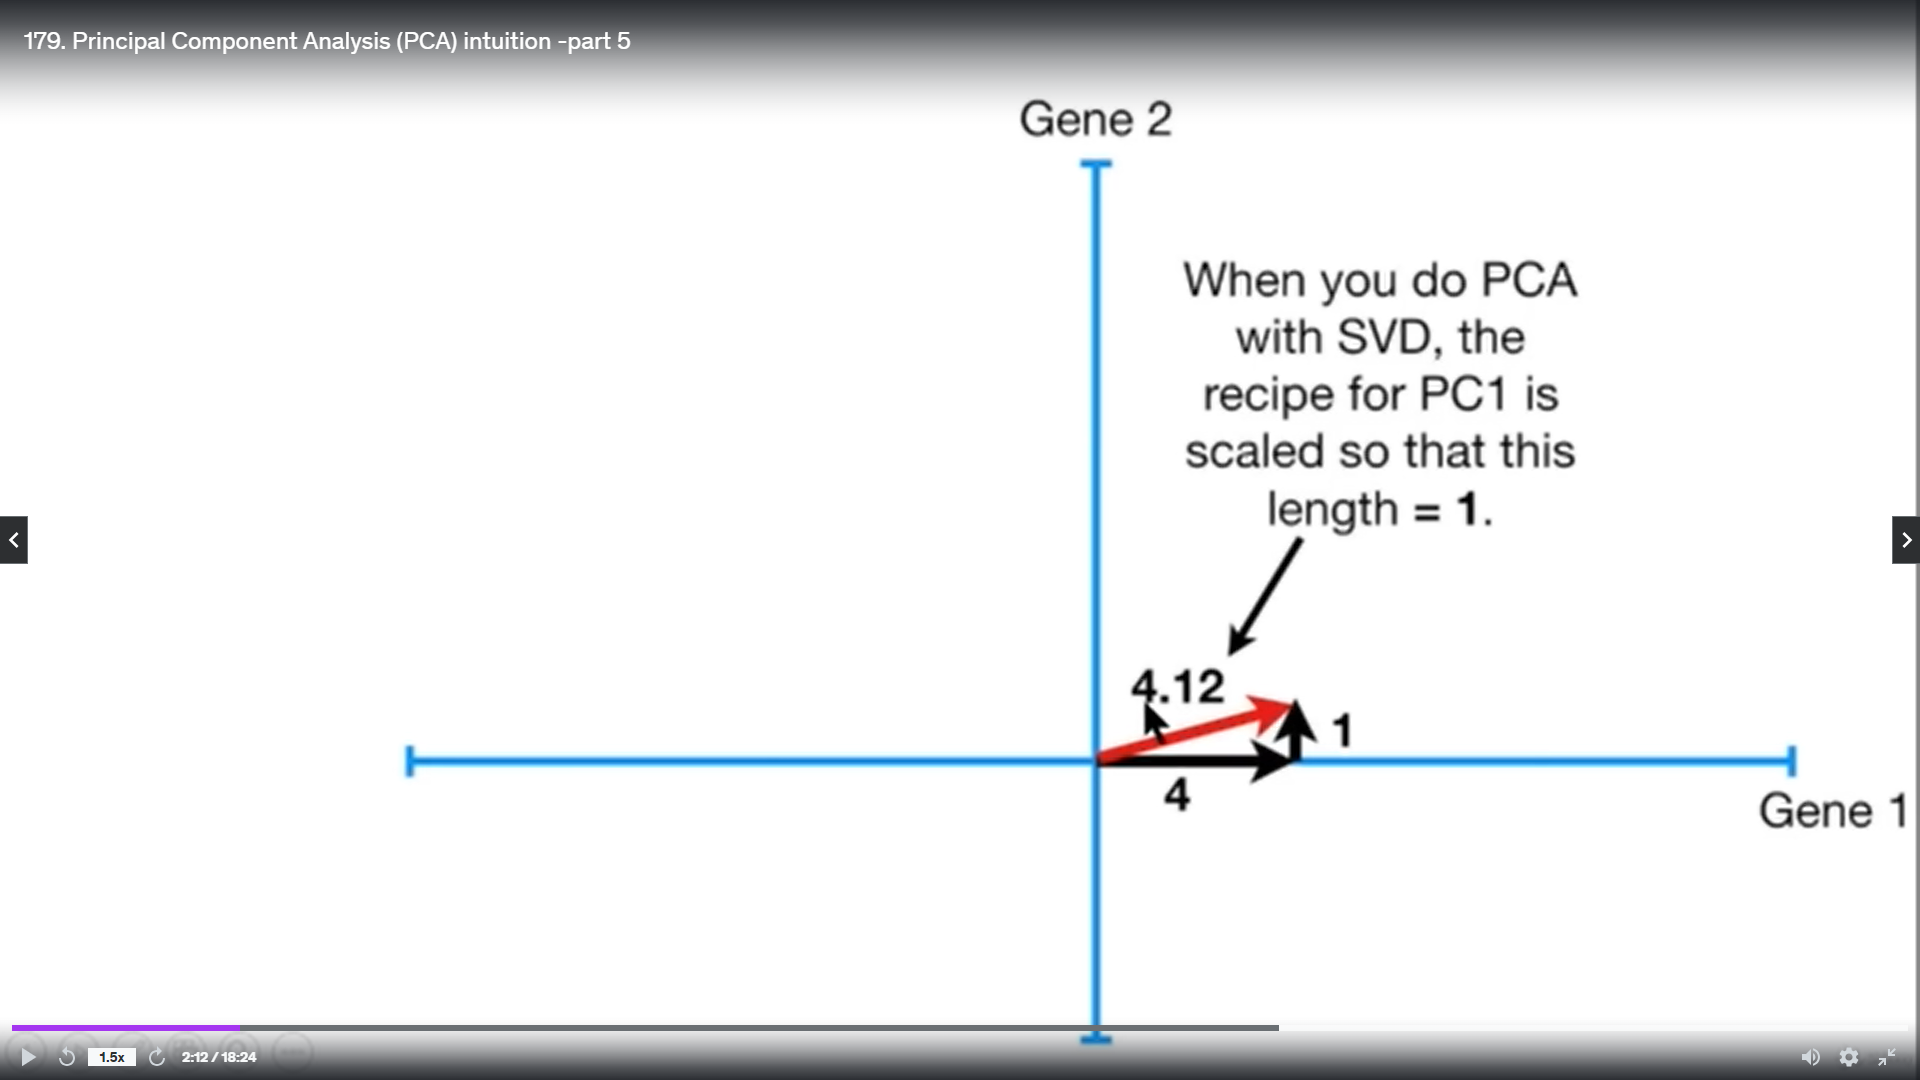 179. Principal Component Analysis (PCA) intuition -part 5
Gene 2
When you do PCA
with SVD, the
recipe for PC1 is
scaled so that this
length = 1.
4.12
1
4
Gene 1
1.5x
2:12 / 18:24